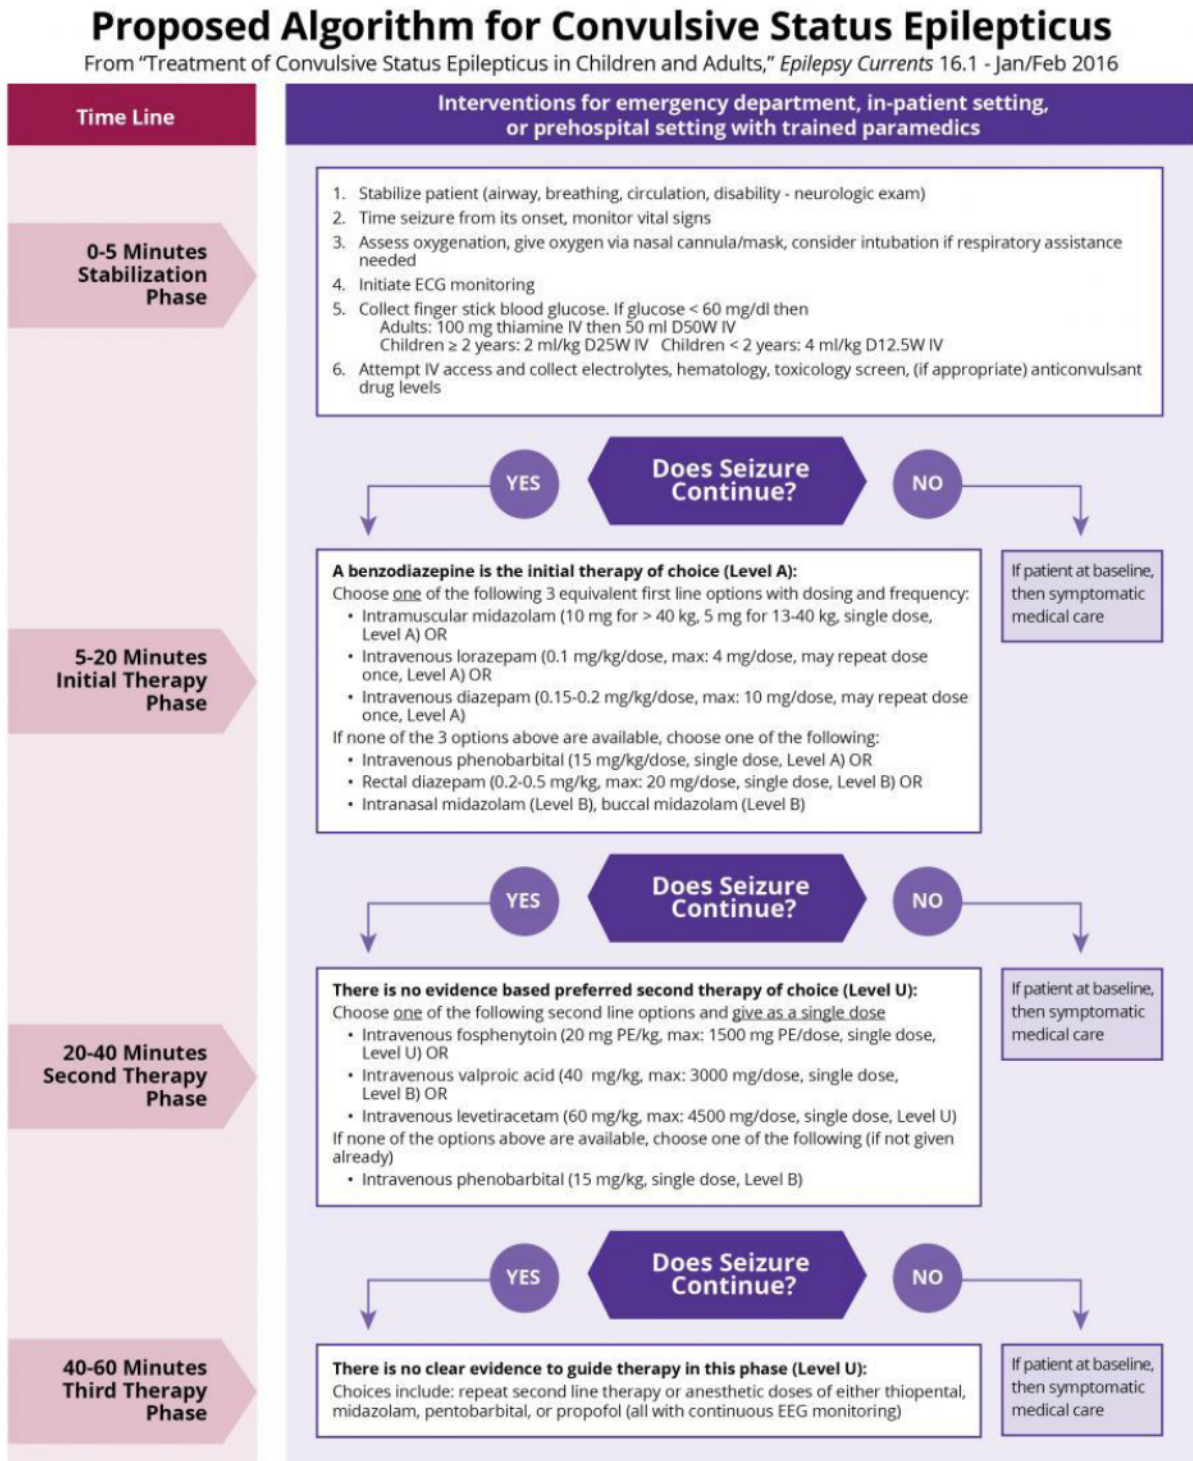 Proposed Algorithm for Convulsive Status Epilepticus
From “Treatment of Convulsive Status Epilepticus in Children and Adults,” Epilepsy Currents 16.1 - Jan/Feb 2016
Time Line
Interventions for emergency department, in-patient setting,
or prehospital setting with trained paramedics
0-5 Minutes
Stabilization
Phase
1. Stabilize patient (airway, breathing, circulation, disability - neurologic exam)
2. Time seizure from its onset, monitor vital signs
3. Assess oxygenation, give oxygen via nasal cannula/mask, consider intubation if respiratory assistance
needed
4. Initiate ECG monitoring
5. Collect finger stick blood glucose. If glucose < 60 mg/dl then
Adults: 100 mg thiamine IV then 50 ml D50W IV
Children ≥ 2 years: 2 ml/kg D25W IV Children < 2 years: 4 ml/kg D12.5W IV
6. Attempt IV access and collect electrolytes, hematology, toxicology screen, (if appropriate) anticonvulsant
drug levels
YES
Does Seizure
Continue?
NO
5-20 Minutes
Initial Therapy
Phase
A benzodiazepine is the initial therapy of choice (Level A):
Choose one of the following 3 equivalent first line options with dosing and frequency:
• Intramuscular midazolam (10 mg for > 40 kg, 5 mg for 13-40 kg, single dose,
Level A) OR
• Intravenous lorazepam (0.1 mg/kg/dose, max: 4 mg/dose, may repeat dose
once, Level A) OR
• Intravenous diazepam (0.15-0.2 mg/kg/dose, max: 10 mg/dose, may repeat dose
once, Level A)
If none of the 3 options above are available, choose one of the following:
• Intravenous phenobarbital (15 mg/kg/dose, single dose, Level A) OR
• Rectal diazepam (0.2-0.5 mg/kg, max: 20 mg/dose, single dose, Level B) OR
• Intranasal midazolam (Level B), buccal midazolam (Level B)
If patient at baseline,
then symptomatic
medical care
YES
Does Seizure
Continue?
NO
20-40 Minutes
Second Therapy
Phase
There is no evidence based preferred second therapy of choice (Level U):
Choose one of the following second line options and give as a single dose
• Intravenous fosphenytoin (20 mg PE/kg, max: 1500 mg PE/dose, single dose,
Level U) OR
• Intravenous valproic acid (40 mg/kg, max: 3000 mg/dose, single dose,
Level B) OR
• Intravenous levetiracetam (60 mg/kg, max: 4500 mg/dose, single dose, Level U)
If none of the options above are available, choose one of the following (if not given
already)
• Intravenous phenobarbital (15 mg/kg, single dose, Level B)
If patient at baseline,
then symptomatic
medical care
YES
Does Seizure
Continue?
NO
40-60 Minutes
Third Therapy
Phase
There is no clear evidence to guide therapy in this phase (Level U):
Choices include: repeat second line therapy or anesthetic doses of either thiopental,
midazolam, pentobarbital, or propofol (all with continuous EEG monitoring)
If patient at baseline,
then symptomatic
medical care